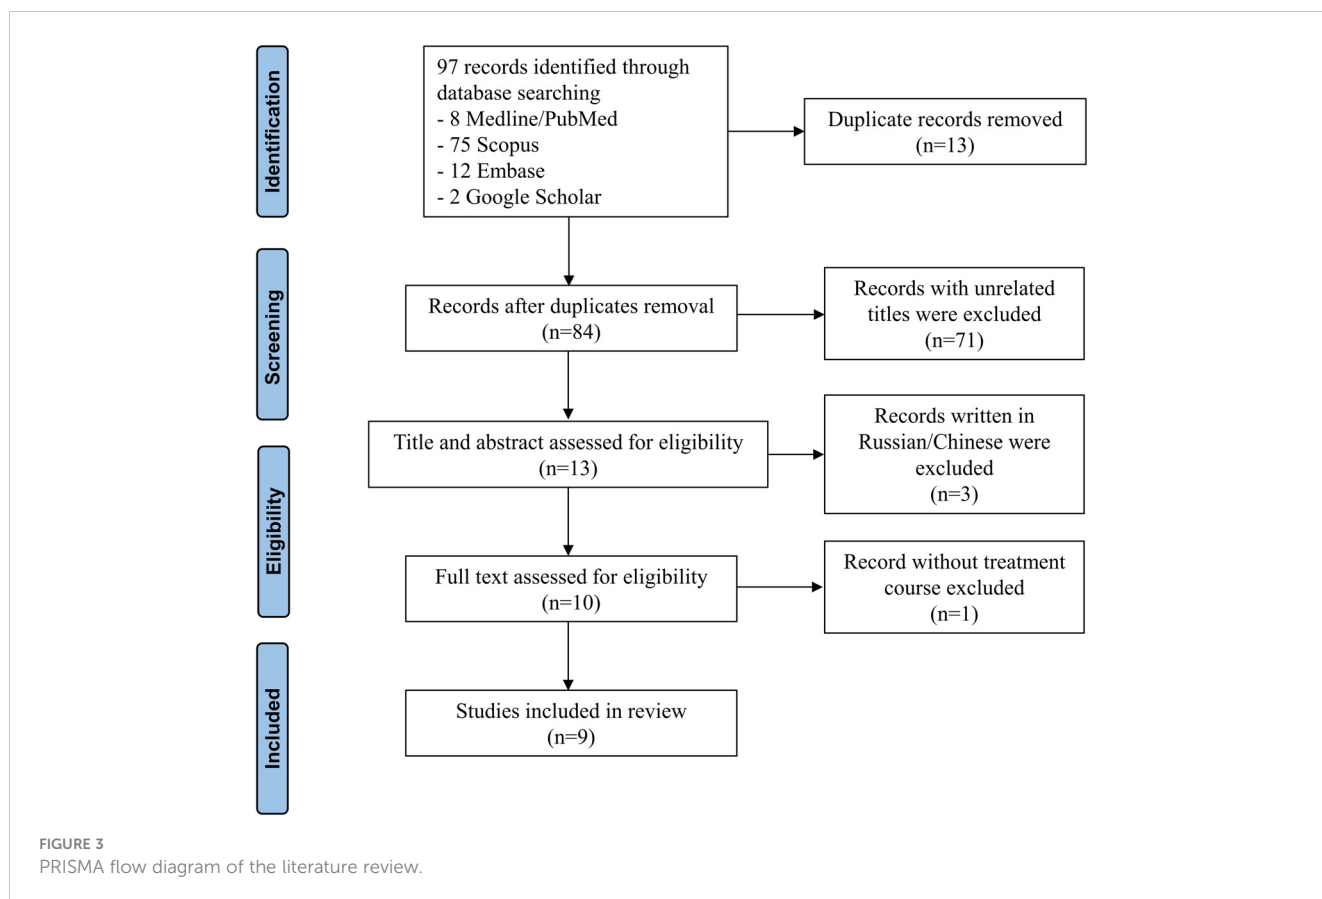 Identification
97 records identified through
database searching
- 8 Medline/PubMed
- 75 Scopus
- 12 Embase
- 2 Google Scholar
Duplicate records removed
(n=13)
Screening
Records after duplicates removal
(n=84)
Records with unrelated
titles were excluded
(n=71)
Title and abstract assessed for eligibility
(n=13)
Records written in
Russian/Chinese were
excluded
(n=3)
Eligibility
Full text assessed for eligibility
(n=10)
Record without treatment
course excluded
(n=1)
Included
Studies included in review
(n=9)
FIGURE 3
PRISMA flow diagram of the literature review.